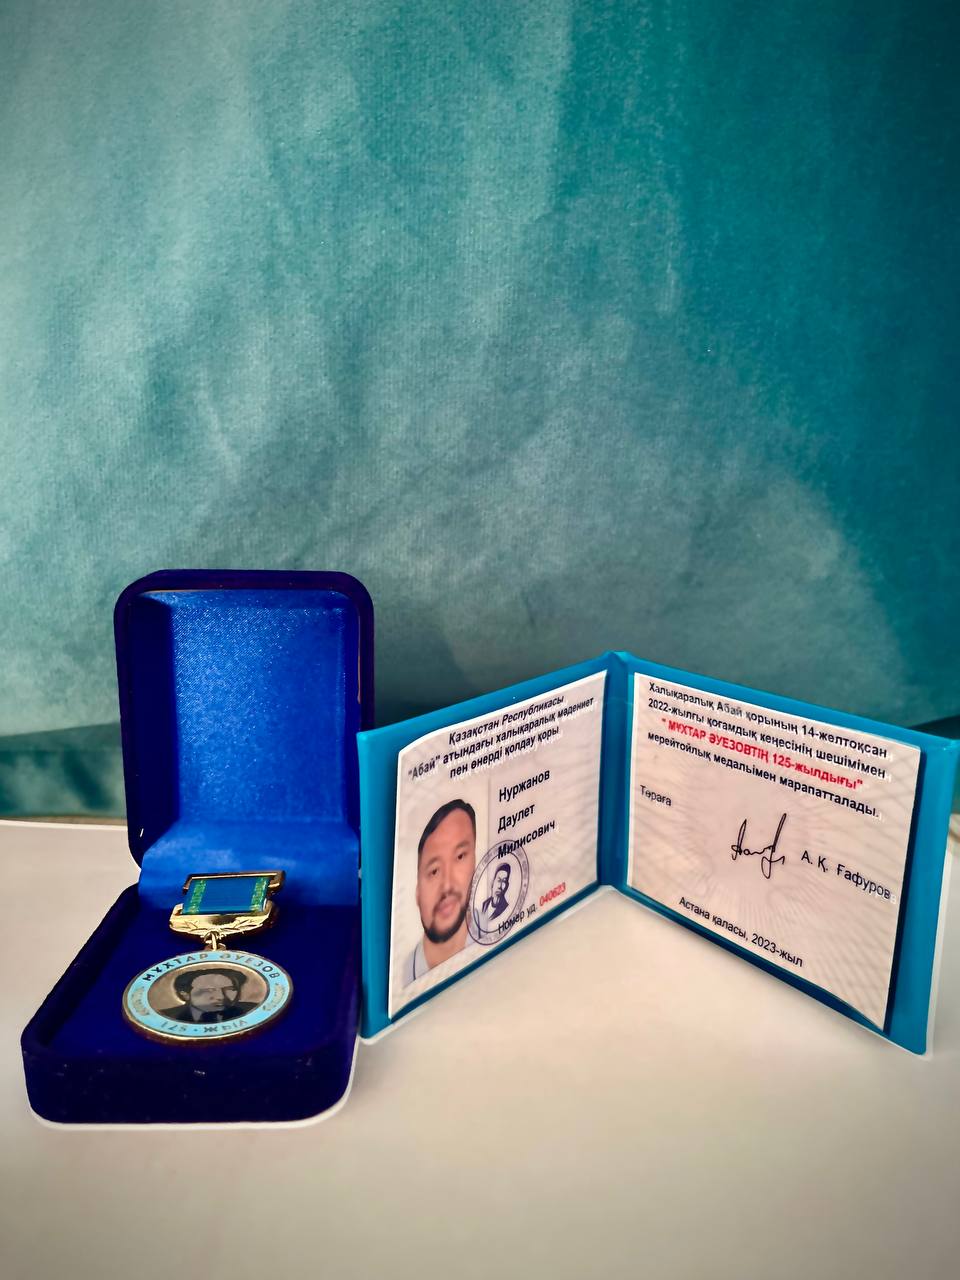 МҰХТАР ӘУЕЗОВ
125 ЖЫЛ
Қазақстан Республикасы
"Абай" атындағы халықаралық мәдениет
пен өнерді қолдау қоры
Нуржанов
Даулет
Милисович
Номер уд. 040603
Халықаралық Абай қорының 14-желтоқсан
2022-жылғы қоғамдық кеңесінің шешімімен
" МҰХТАР ӘУЕЗОВТІҢ 125-жылдығы"
мерейтойлық медальімен марапатталады.
Төраға
А. Қ. Ғафуров
Астана қаласы, 2023-жыл